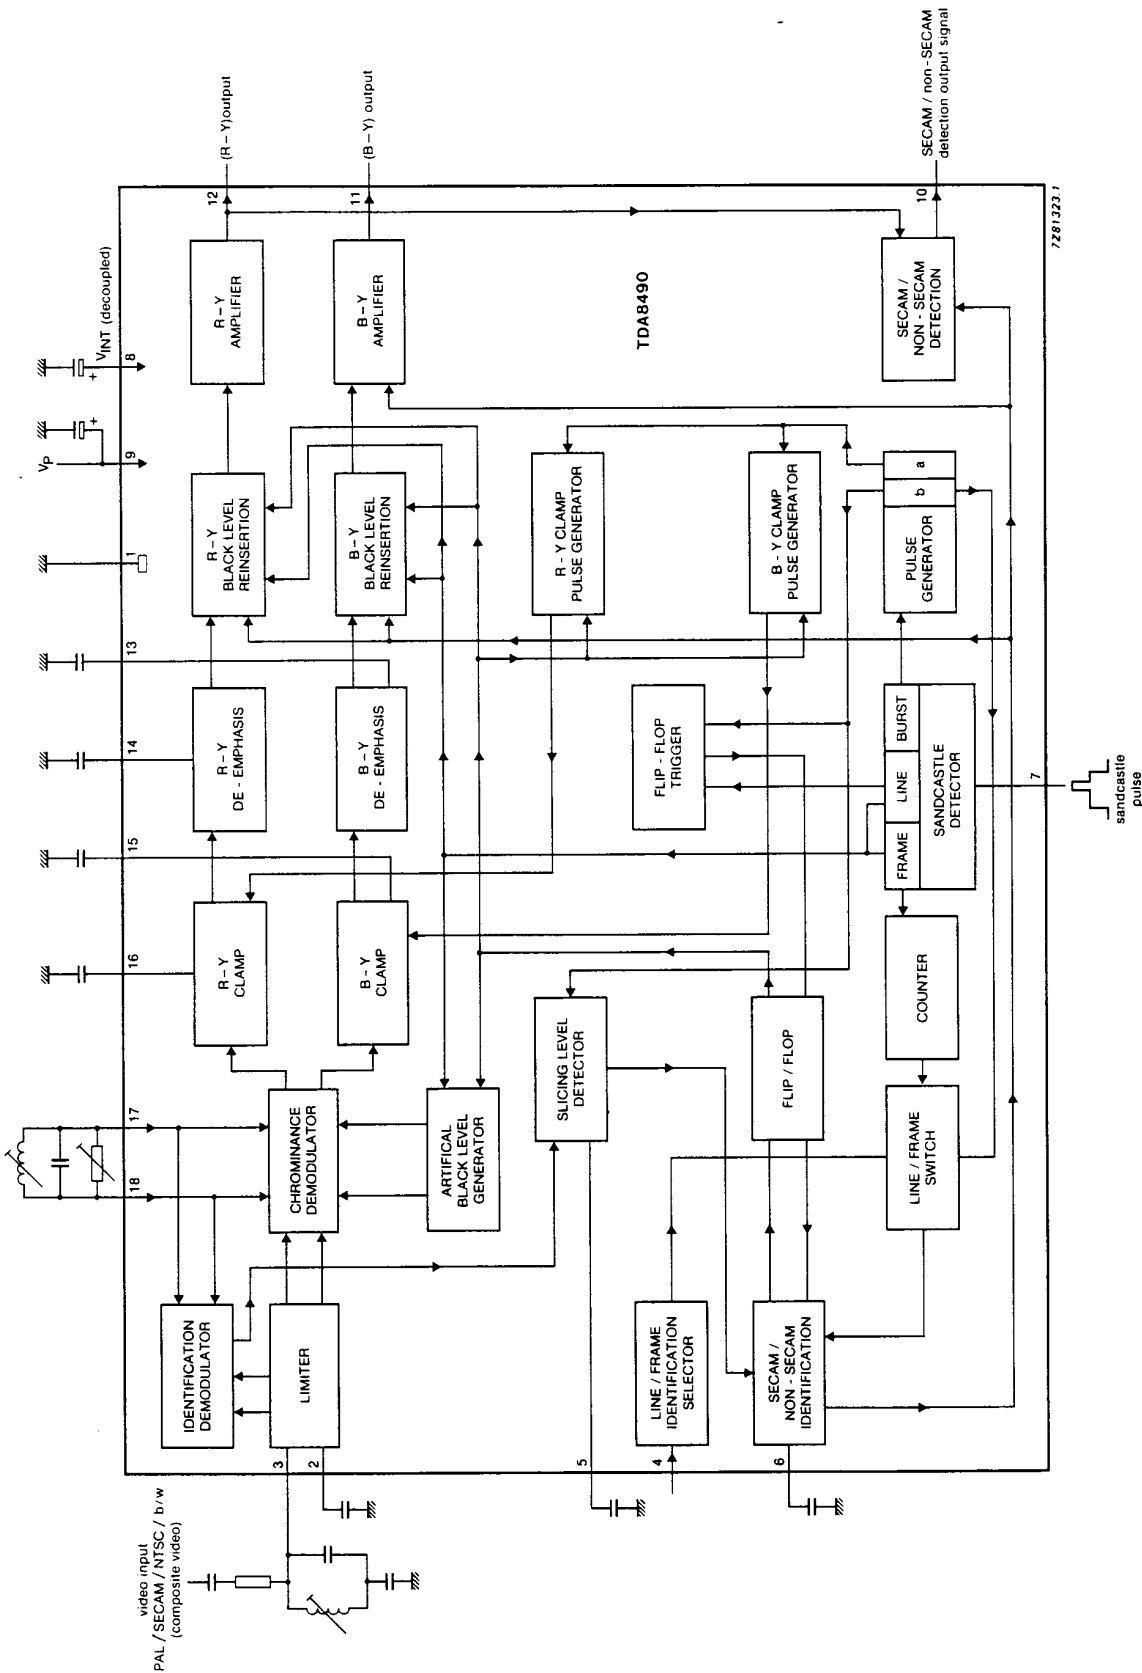 video input
PAL / SECAM / NTSC / b/w
(composite video)
3
2
5
4
6
18
17
16
15
14
13
1
9
VP
8
VINT (decoupled)
+
+
IDENTIFICATION
DEMODULATOR
LIMITER
CHROMINANCE
DEMODULATOR
ARTIFICAL
BLACK LEVEL
GENERATOR
R-Y
CLAMP
B-Y
CLAMP
R-Y
DE - EMPHASIS
B-Y
DE - EMPHASIS
R-Y
BLACK LEVEL
REINSERTION
B-Y
BLACK LEVEL
REINSERTION
R-Y
AMPLIFIER
B-Y
AMPLIFIER
12
(R-Y) output
11
(B-Y) output
SLICING LEVEL
DETECTOR
R-Y CLAMP
PULSE GENERATOR
TDA8490
LINE / FRAME
IDENTIFICATION
SELECTOR
FLIP - FLOP
TRIGGER
SECAM /
NON - SECAM
IDENTIFICATION
FLIP / FLOP
B-Y CLAMP
PULSE GENERATOR
LINE / FRAME
SWITCH
COUNTER
FRAME
LINE
BURST
SANDCASTLE
DETECTOR
PULSE
GENERATOR
b
a
SECAM /
NON - SECAM
DETECTION
10
SECAM / non-SECAM
detection output signal
7
sandcastle
pulse
7Z81323.1